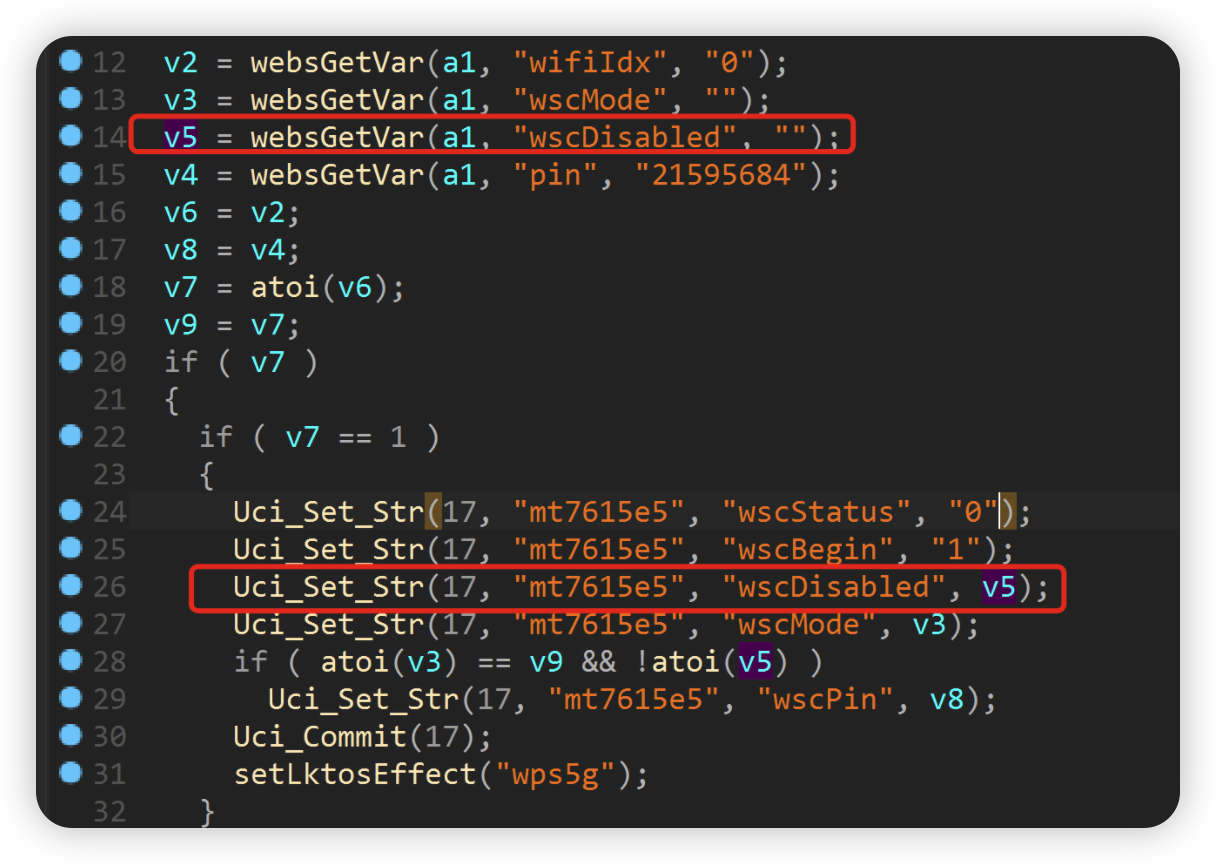 12 v2 = websGetVar(a1, "wifiIdx", "0");
13 v3 = websGetVar(a1, "wscMode", "");
14 v5 = websGetVar(a1, "wscDisabled", "");
15 v4 = websGetVar(a1, "pin", "21595684");
16 v6 = v2;
17 v8 = v4;
18 v7 = atoi(v6);
19 v9 = v7;
20 if ( v7 )
21 {
22 if ( v7 == 1 )
23 {
24 Uci_Set_Str(17, "mt7615e5", "wscStatus", "0");
25 Uci_Set_Str(17, "mt7615e5", "wscBegin", "1");
26 Uci_Set_Str(17, "mt7615e5", "wscDisabled", v5);
27 Uci_Set_Str(17, "mt7615e5", "wscMode", v3);
28 if ( atoi(v3) == v9 && !atoi(v5) )
29 Uci_Set_Str(17, "mt7615e5", "wscPin", v8);
30 Uci_Commit(17);
31 setLktosEffect("wps5g");
32 }